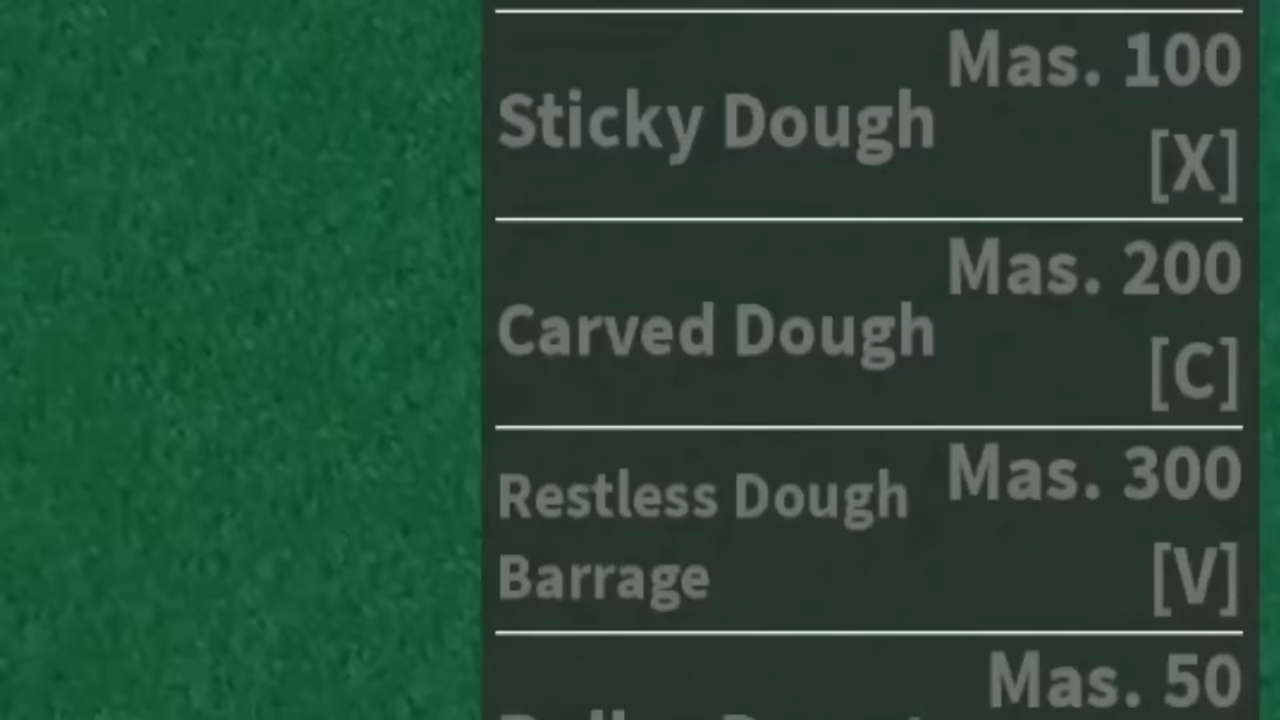 Mas. 100
Sticky Dough
[X]
Mas. 200
Carved Dough
[C]
Restless Dough Mas. 300
Barrage
[V]
Mas. 50